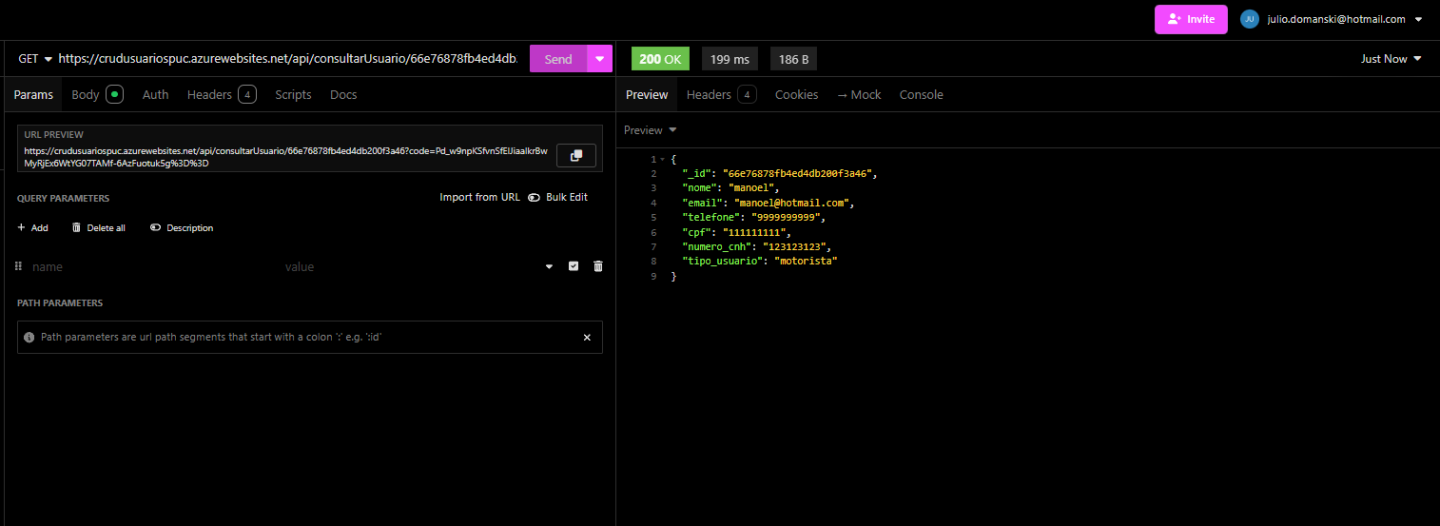 Invite
JU
julio.domanski@hotmail.com
GET
https://crudusuariospuc.azurewebsites.net/api/consultarUsuario/66e76878fb4ed4db
Send
200 OK
199 ms
186 B
Just Now
Params
Body
Auth
Headers 4
Scripts
Docs
Preview
Headers 4
Cookies
→ Mock
Console
URL PREVIEW
https://crudusuariospuc.azurewebsites.net/api/consultarUsuario/66e76878fb4ed4db200f3a46?code=Pd_w9npKSfvnSfEIJiaaIkr8w
MyRjEx6WtYG07TAMf-6AzFuotuk5g%3D%3D
QUERY PARAMETERS
Import from URL
Bulk Edit
Add
Delete all
Description
name
value
PATH PARAMETERS
Path parameters are url path segments that start with a colon ':' e.g. ':id'
Preview
1 {
2 "_id": "66e76878fb4ed4db200f3a46",
3 "nome": "manoel",
4 "email": "manoel@hotmail.com",
5 "telefone": "9999999999",
6 "cpf": "111111111",
7 "numero_cnh": "123123123",
8 "tipo_usuario": "motorista"
9 }